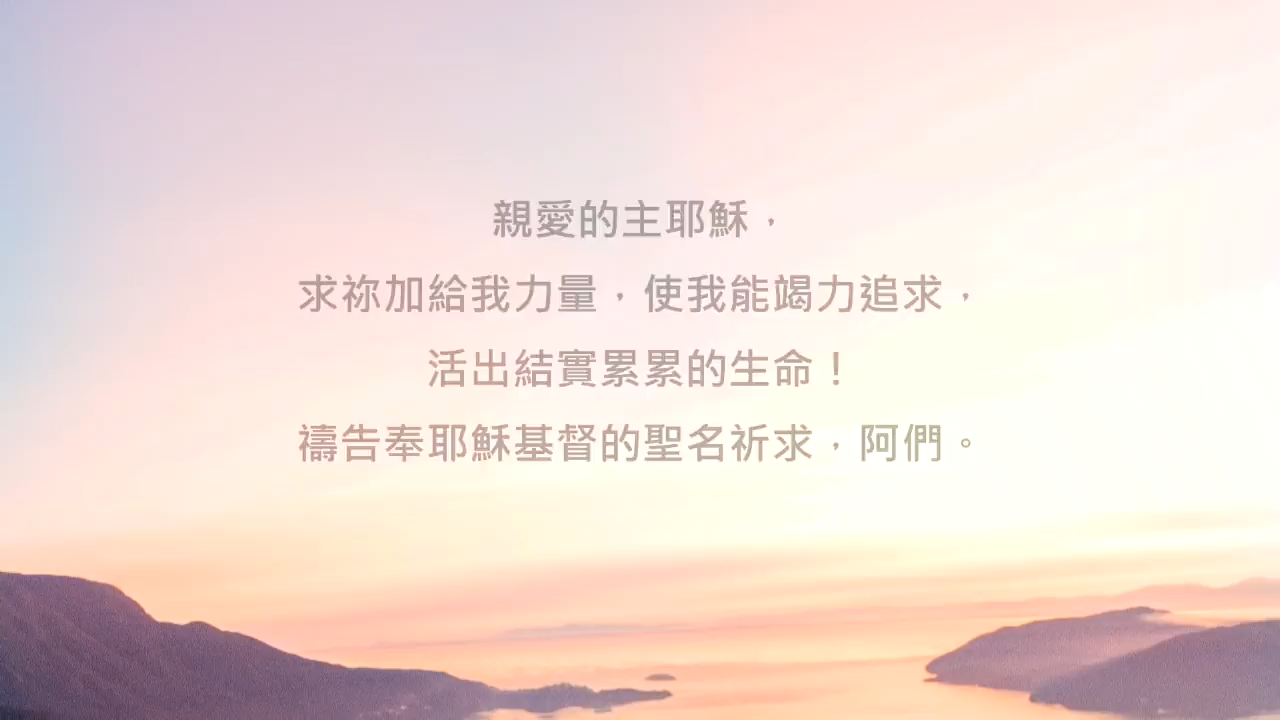 親愛的主耶穌，
求祢加給我力量，使我能竭力追求，
活出結實累累的生命！
禱告奉耶穌基督的聖名祈求，阿們。